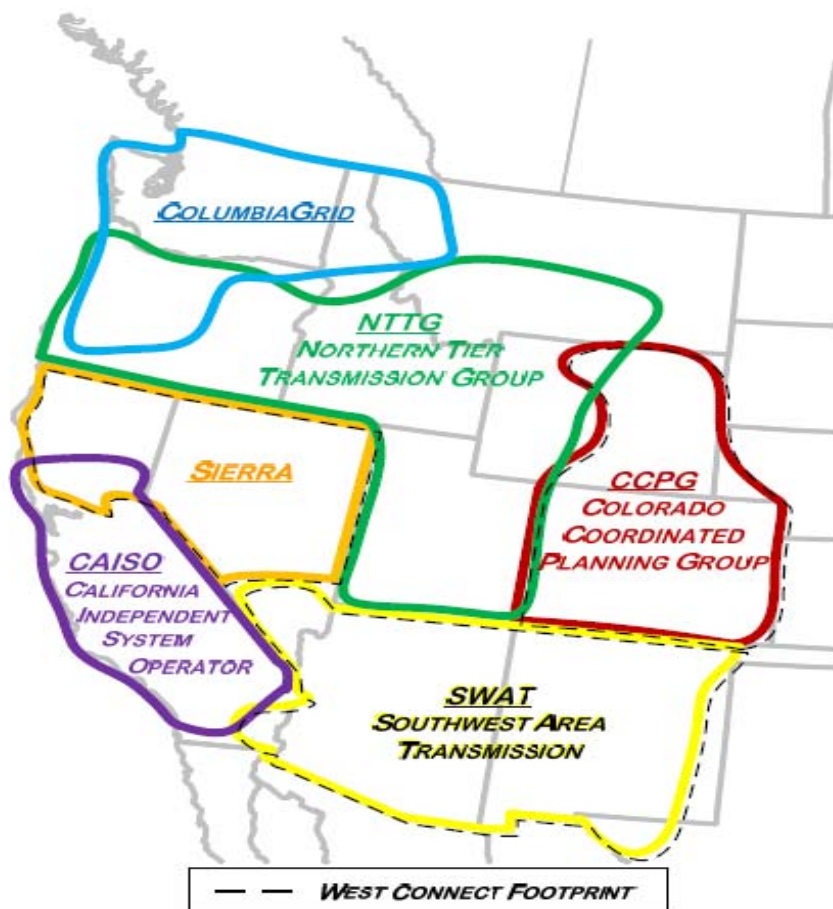 COLUMBIAGRID
NTTG
NORTHERN TIER
TRANSMISSION GROUP
SIERRA
CCPG
COLORADO
COORDINATED
PLANNING GROUP
CAISO
CALIFORNIA
INDEPENDENT
SYSTEM
OPERATOR
SWAT
SOUTHWEST AREA
TRANSMISSION
WEST CONNECT FOOTPRINT